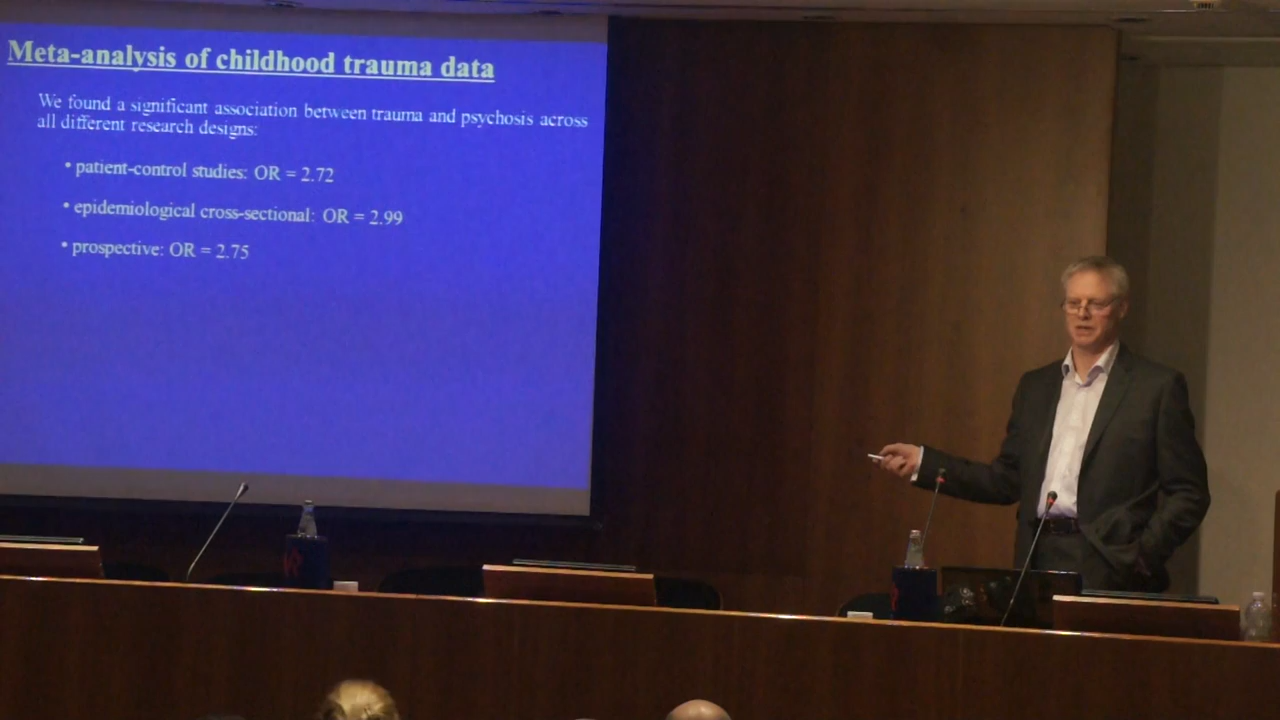 Meta-analysis of childhood trauma data
We found a significant association between trauma and psychosis across
all different research designs:
• patient-control studies: OR = 2.72
• epidemiological cross-sectional: OR = 2.99
• prospective: OR = 2.75